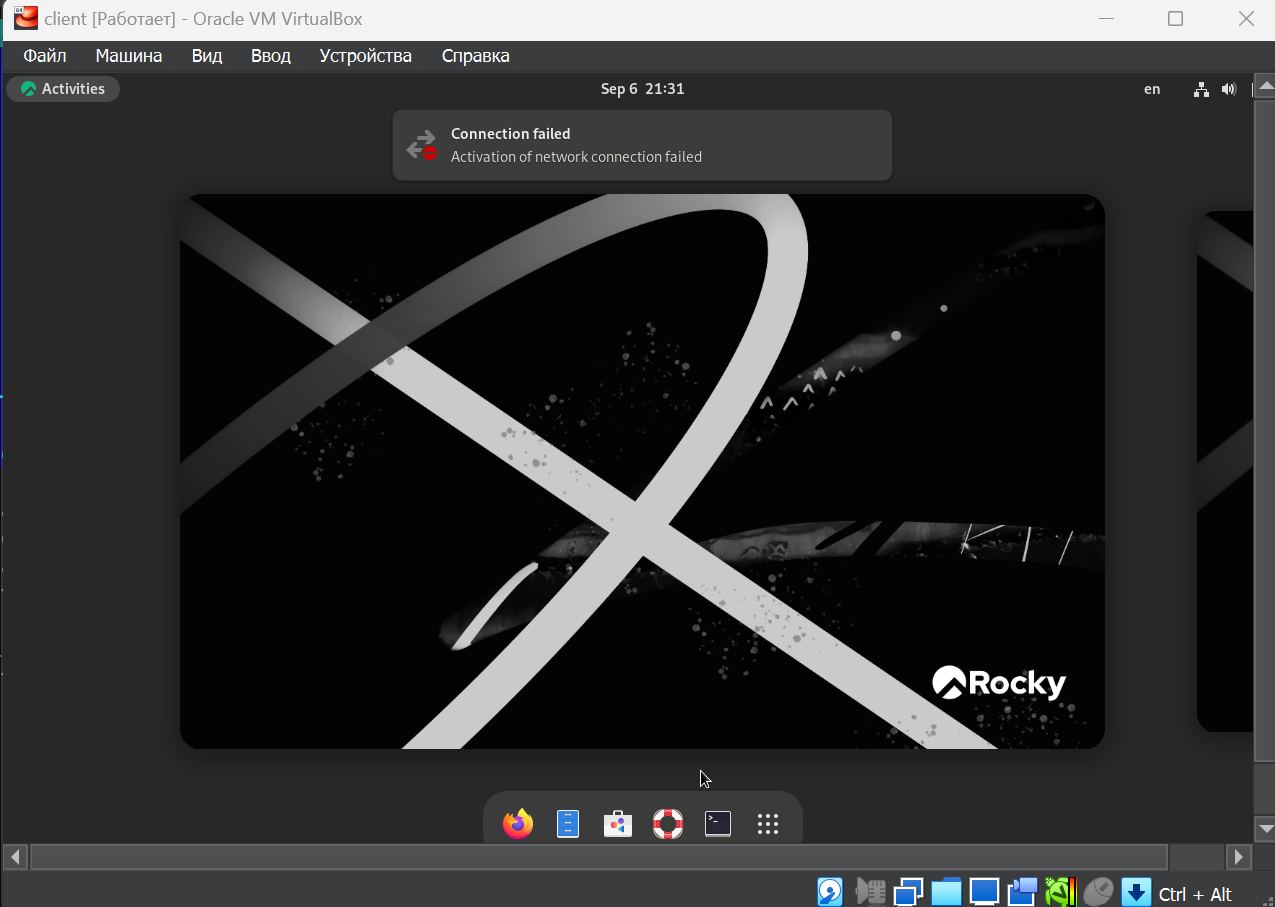 64
client [Работает] - Oracle VM VirtualBox
Файл Машина Вид Ввод Устройства Справка
Activities
Sep 6 21:31
en
Connection failed
Activation of network connection failed
Rocky
Ctrl + Alt